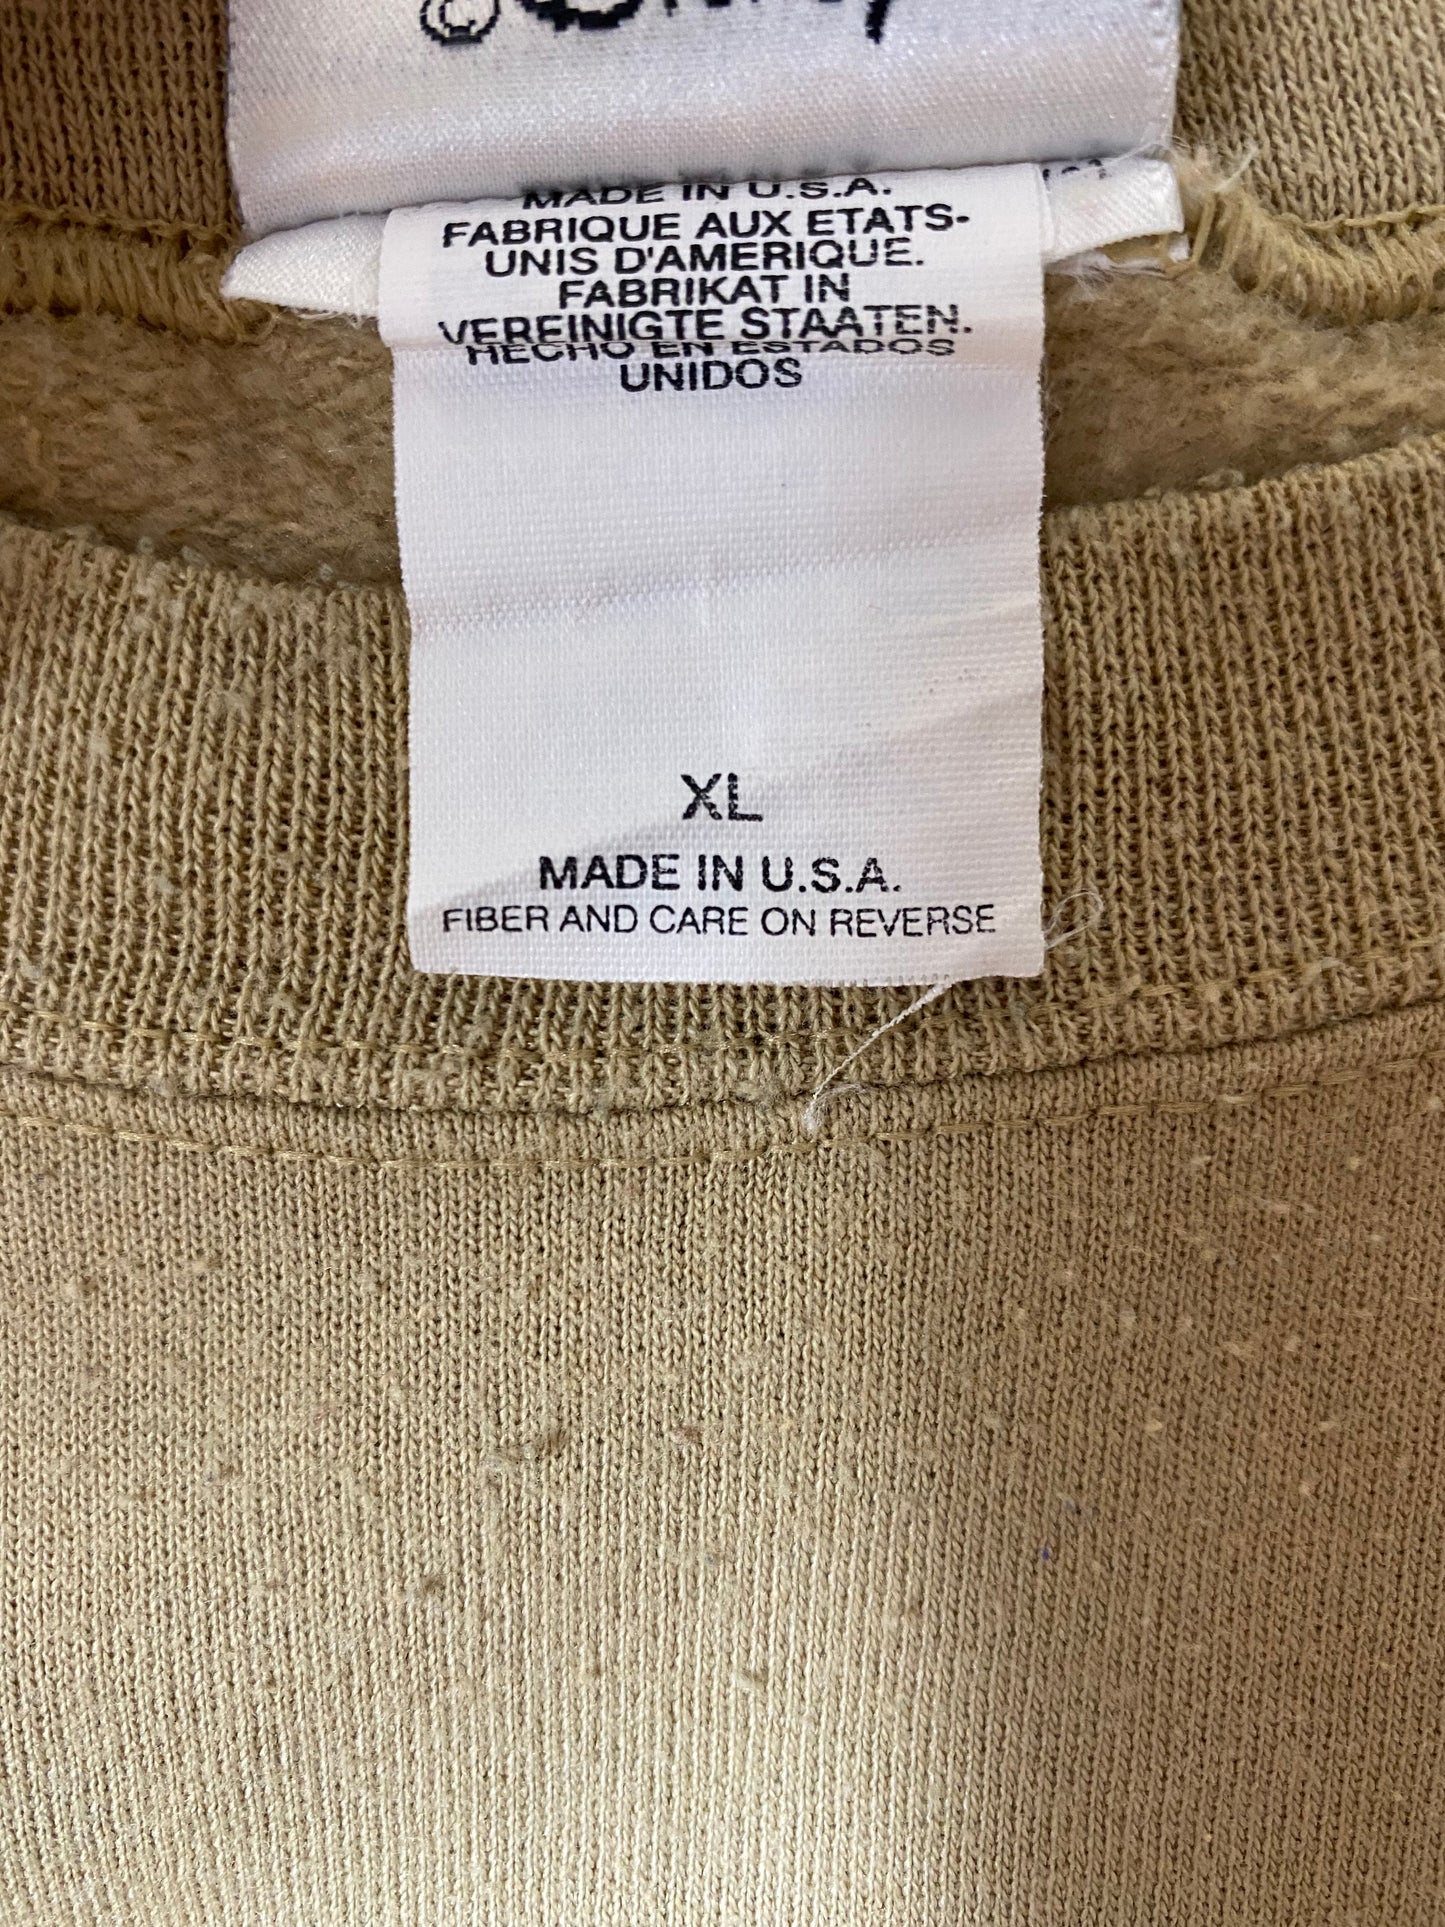 MADE IN U.S.A.
FABRIQUE AUX ETATS-
UNIS D'AMERIQUE.
FABRIKAT IN
VEREINIGTE STAATEN.
HECHO EN ESTADOS
UNIDOS
XL
MADE IN U.S.A.
FIBER AND CARE ON REVERSE